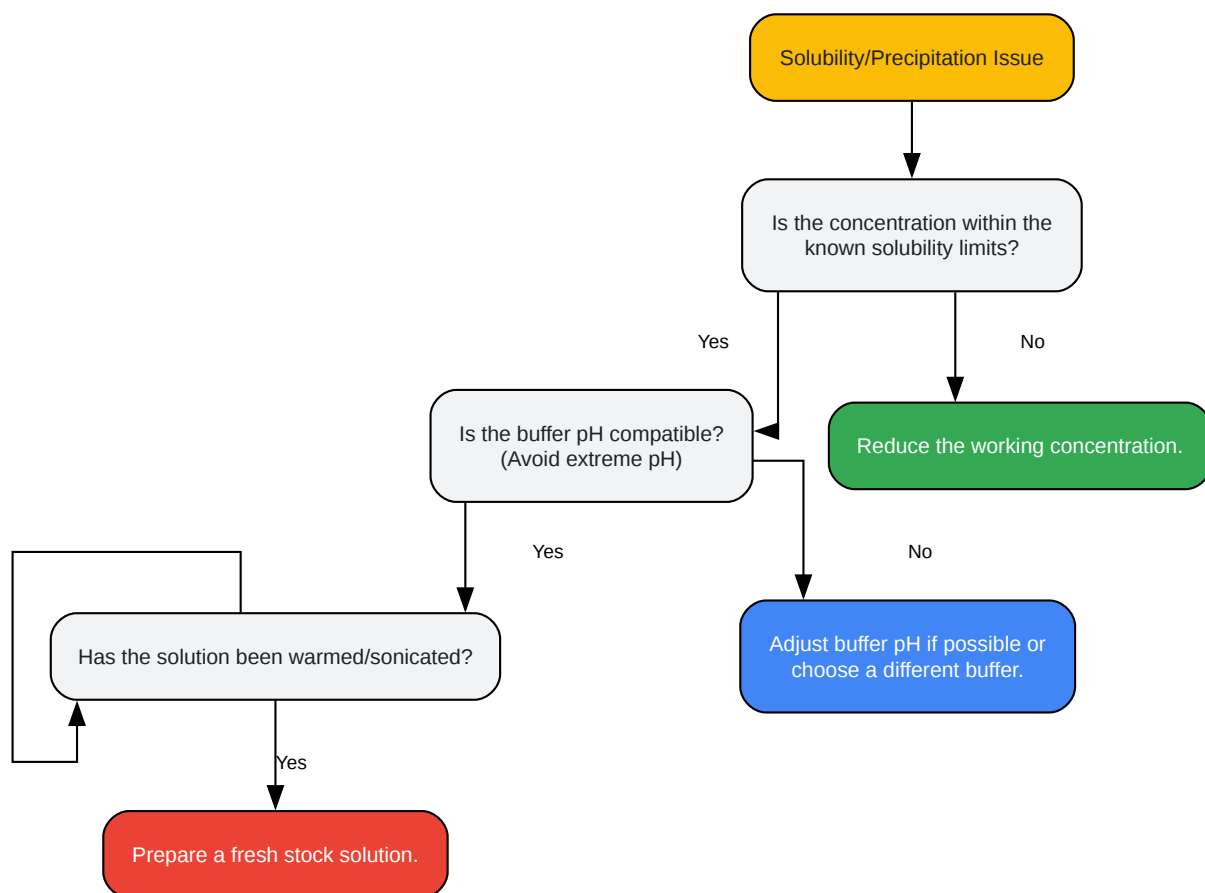 Solubility/Precipitation Issue
Is the concentration within the
known solubility limits?
Yes
No
Is the buffer pH compatible?
(Avoid extreme pH)
Reduce the working concentration.
Yes
No
Has the solution been warmed/sonicated?
Adjust buffer pH if possible or
choose a different buffer.
Yes
Prepare a fresh stock solution.